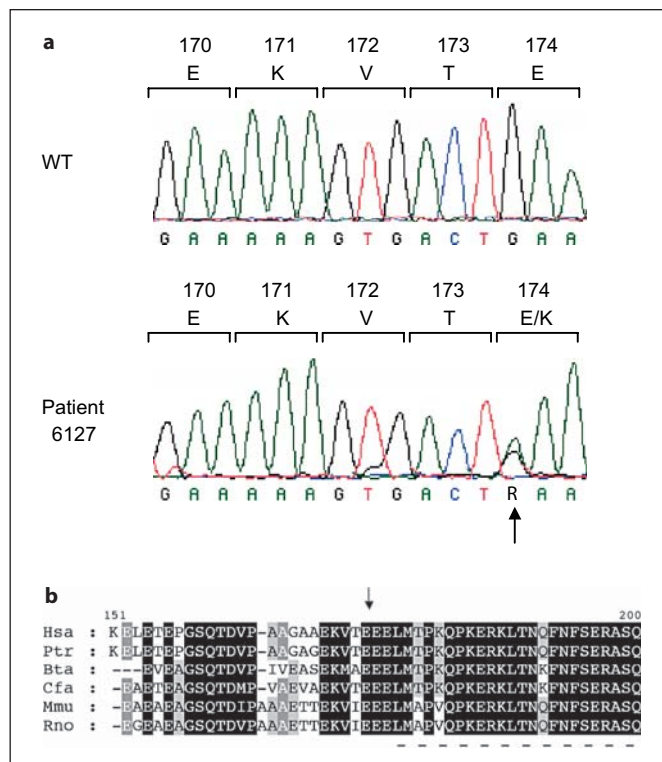 a
170 171 172 173 174
E K V T E
WT
G A A A A A G T G A C T G A A
170 171 172 173 174
E K V T E/K
Patient
6127
G A A A A A G T G A C T R A A
b
151 200
Hsa : KELETEPGSQTDVP-AAGAAEKVTEEELMTPKQPKERKLTNQFNFSERASQ
Ptr : KELETEPGSQTDVP-AAGAGEKVTEEELMTPKQPKERKLTNQFNFSERASQ
Bta : ---EVEAGSQTDVP-IVEASEKMAEEELMTPKQPKERKLTNKFNFSERASQ
Cfa : -EAETEAGSQTDMP-VAEVAEKVTEEELMTPKQPKERKLTNKFNFSERASQ
Mmu : -EAEAEAGSQTDIPAAAETTEKVIEEELMAPVQPKERKLTNQFNFSERASQ
Rno : -EGEAEAGSQTDVPAAAETTEKVIEEELMAPVQPKERKLTNQFNFSERASQ